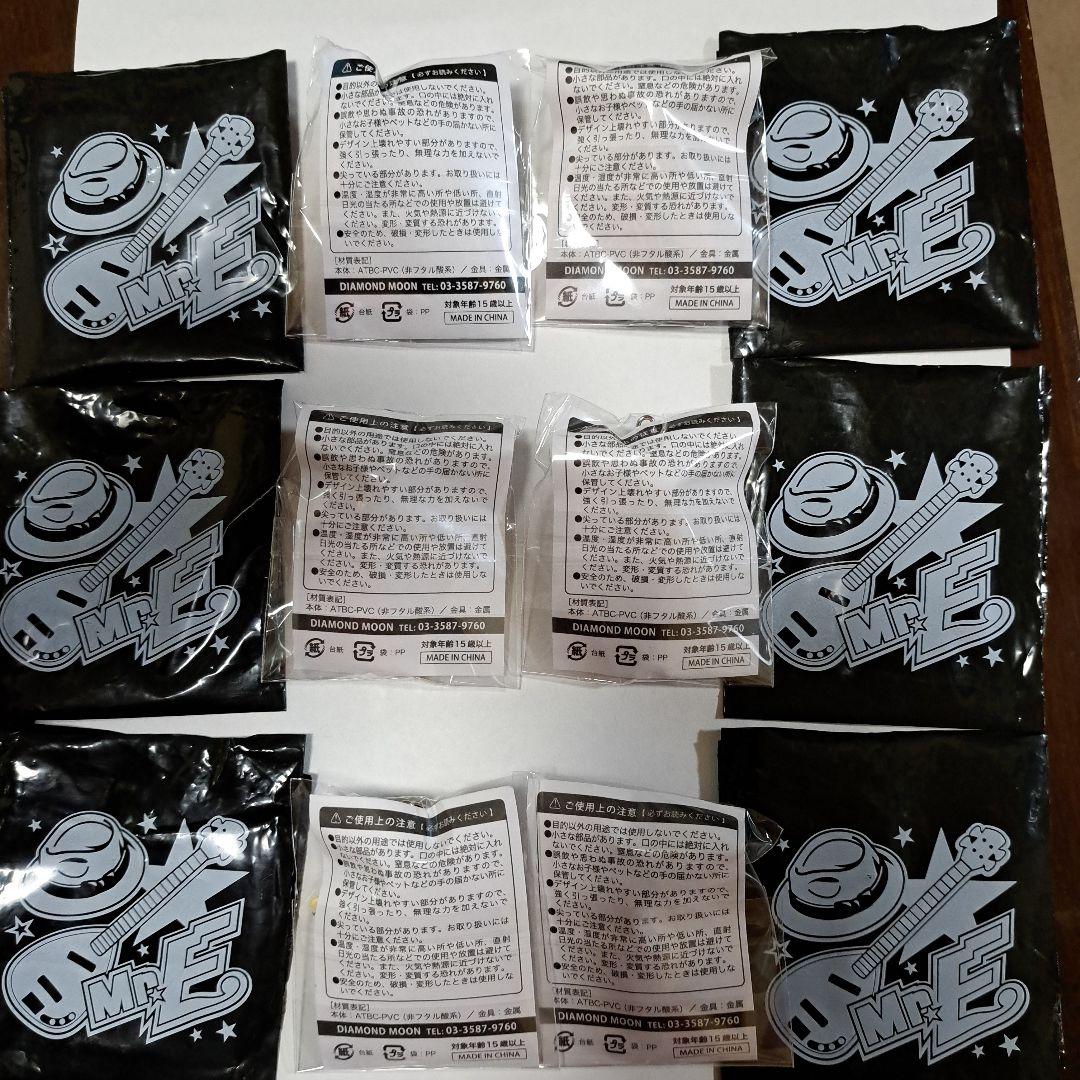 Mr.E
⚠ ご使用上の注意【必ずお読みください】
●目的以外の用途では使用しないでください。
●小さな部品があります。口の中には絶対に入れ
ないでください。窒息などの危険があります。
●誤飲や思わぬ事故の恐れがありますので、
小さなお子様やペットなどの手の届かない所に
保管してください。
●デザイン上壊れやすい部分がありますので、
強く引っ張ったり、無理な力を加えないで
ください。
●尖っている部分があります。お取り扱いには
十分にご注意ください。
●温度・湿度が非常に高い所や低い所、直射
日光の当たる所などでの使用や放置は避けて
ください。また、火気や熱源に近づけないで
ください。変形・変質する恐れがあります。
●安全のため、破損・変形したときは使用し
ないでください。
[材質表記]
本体:ATBC-PVC(非フタル酸系)/ 金具:金属
DIAMOND MOON TEL: 03-3587-9760
紙 台紙 プラ 袋:PP
対象年齢15歳以上
MADE IN CHINA